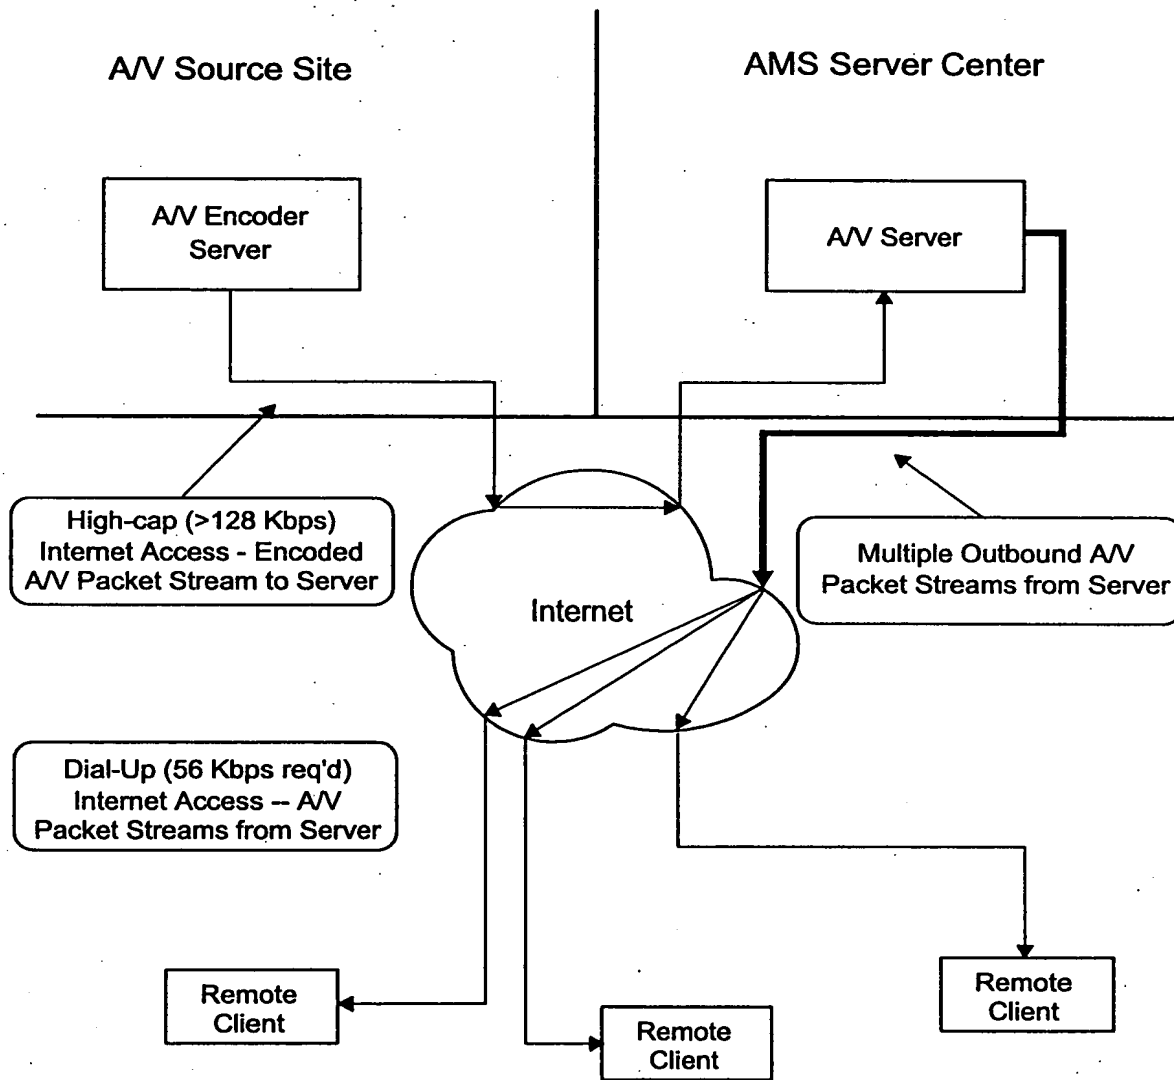 A/V Source Site
AMS Server Center
A/V Encoder
Server
A/V Server
High-cap (>128 Kbps)
Internet Access - Encoded
A/V Packet Stream to Server
Multiple Outbound A/V
Packet Streams from Server
Internet
Dial-Up (56 Kbps req'd)
Internet Access -- A/V
Packet Streams from Server
Remote
Client
Remote
Client
Remote
Client